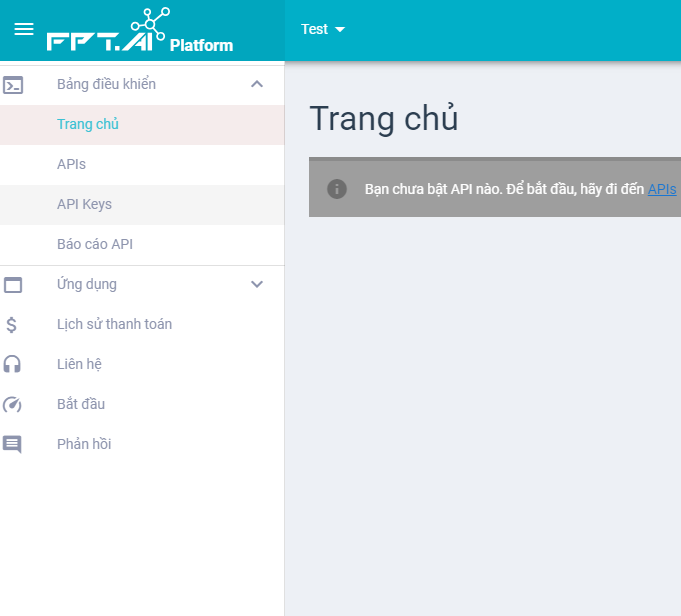 FPT.AI Platform
Test
Bảng điều khiển
Trang chủ
APIs
API Keys
Báo cáo API
Ứng dụng
Lịch sử thanh toán
Liên hệ
Bắt đầu
Phản hồi
Trang chủ
Bạn chưa bật API nào. Để bắt đầu, hãy đi đến APIs